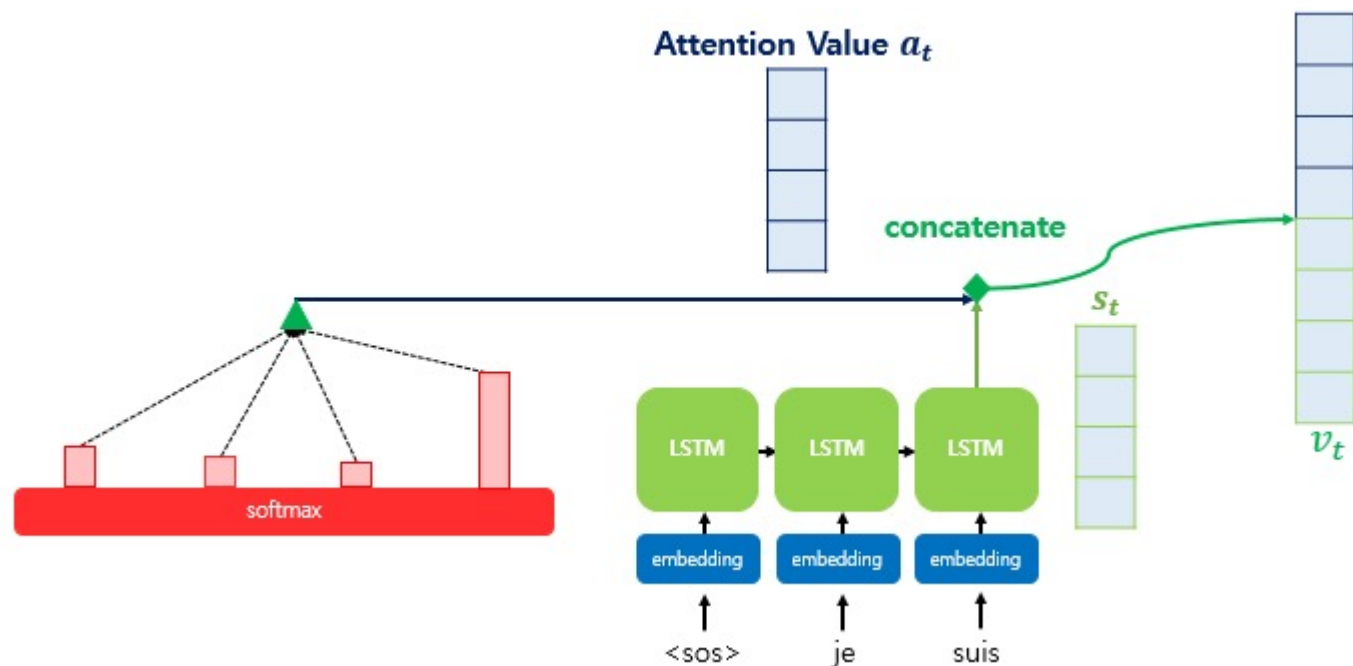 Attention Value a_t
concatenate
s_t
v_t
softmax
LSTM LSTM LSTM
embedding embedding embedding
<sos> je suis